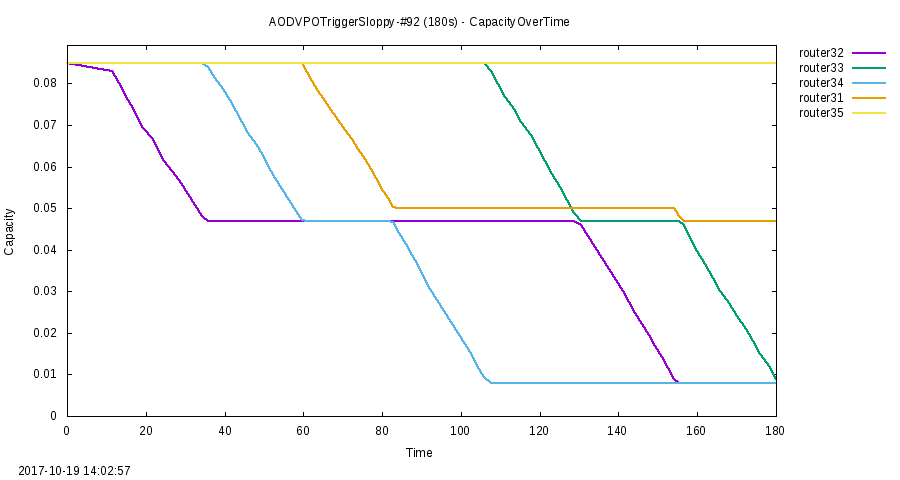 AODVPOTriggerSloppy-#92 (180s) - CapacityOverTime
router32
router33
router34
router31
router35
0.08
0.07
0.06
0.05
0.04
0.03
0.02
0.01
0
Capacity
0 20 40 60 80 100 120 140 160 180
Time
2017-10-19 14:02:57